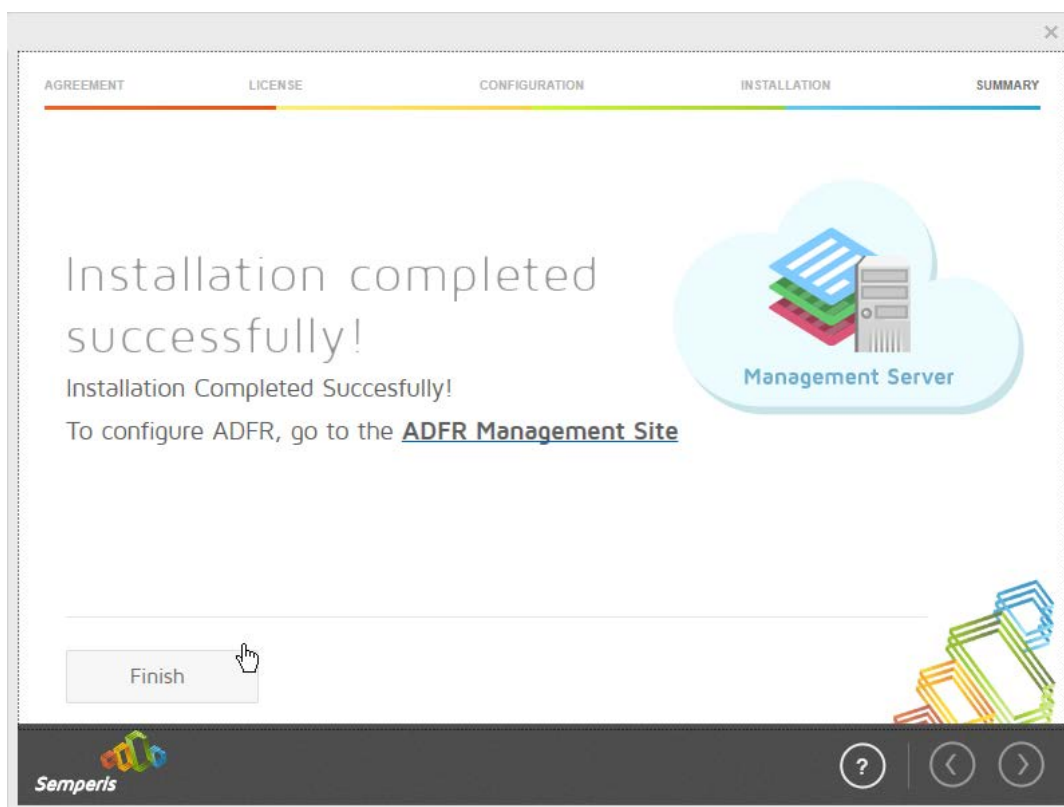 AGREEMENT LICENSE CONFIGURATION INSTALLATION SUMMARY
Installation completed
successfully!
Installation Completed Succesfully!
To configure ADFR, go to the ADFR Management Site
Management Server
Finish
Semperis
?